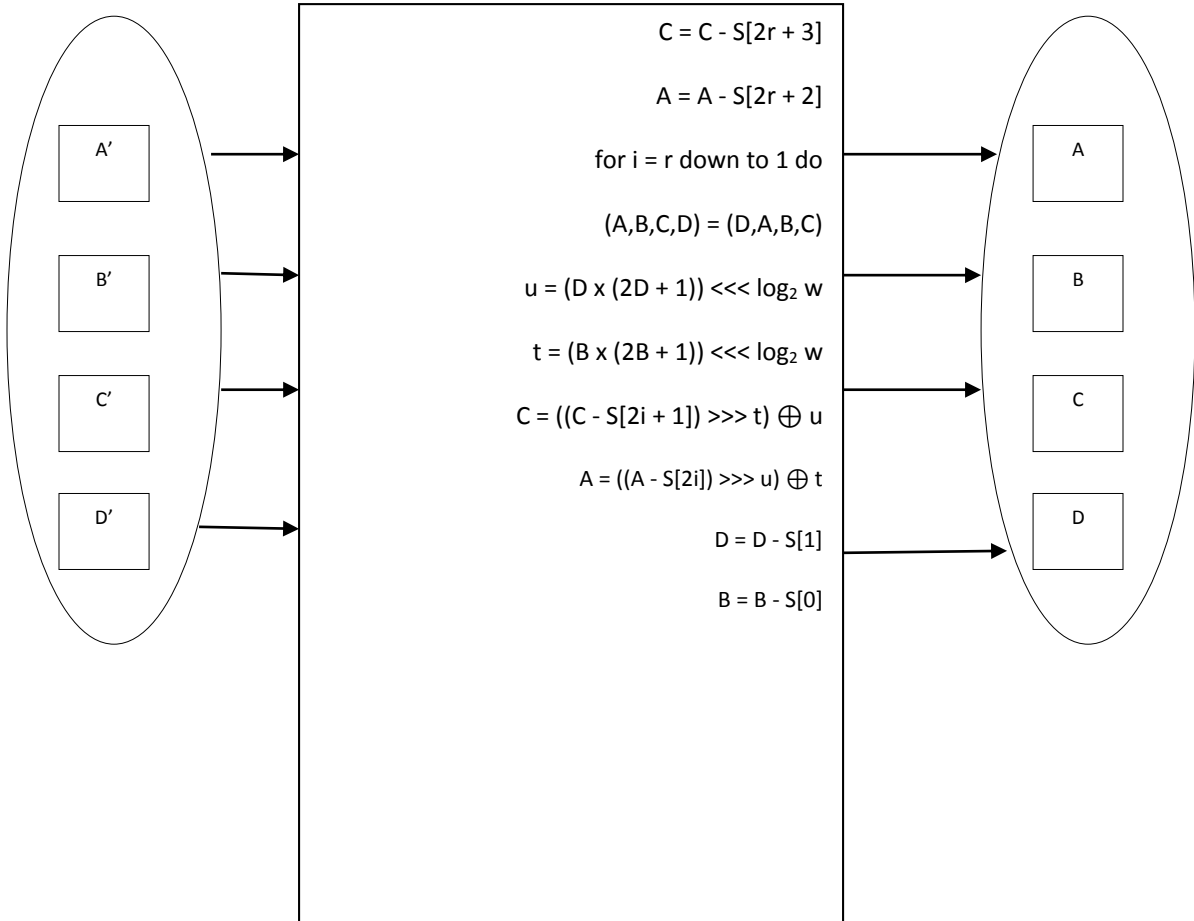 A’
B’
C’
D’
C = C - S[2r + 3]
A = A - S[2r + 2]
for i = r down to 1 do
(A,B,C,D) = (D,A,B,C)
u = (D x (2D + 1)) <<< log₂ w
t = (B x (2B + 1)) <<< log₂ w
C = ((C - S[2i + 1]) >>> t) ⊕ u
A = ((A - S[2i]) >>> u) ⊕ t
D = D - S[1]
B = B - S[0]
A
B
C
D